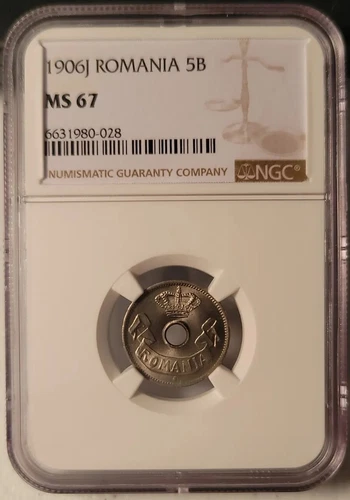 1906J ROMANIA 5B
MS 67
6631980-028
NUMISMATIC GUARANTY COMPANY
NGC®
ROMANIA